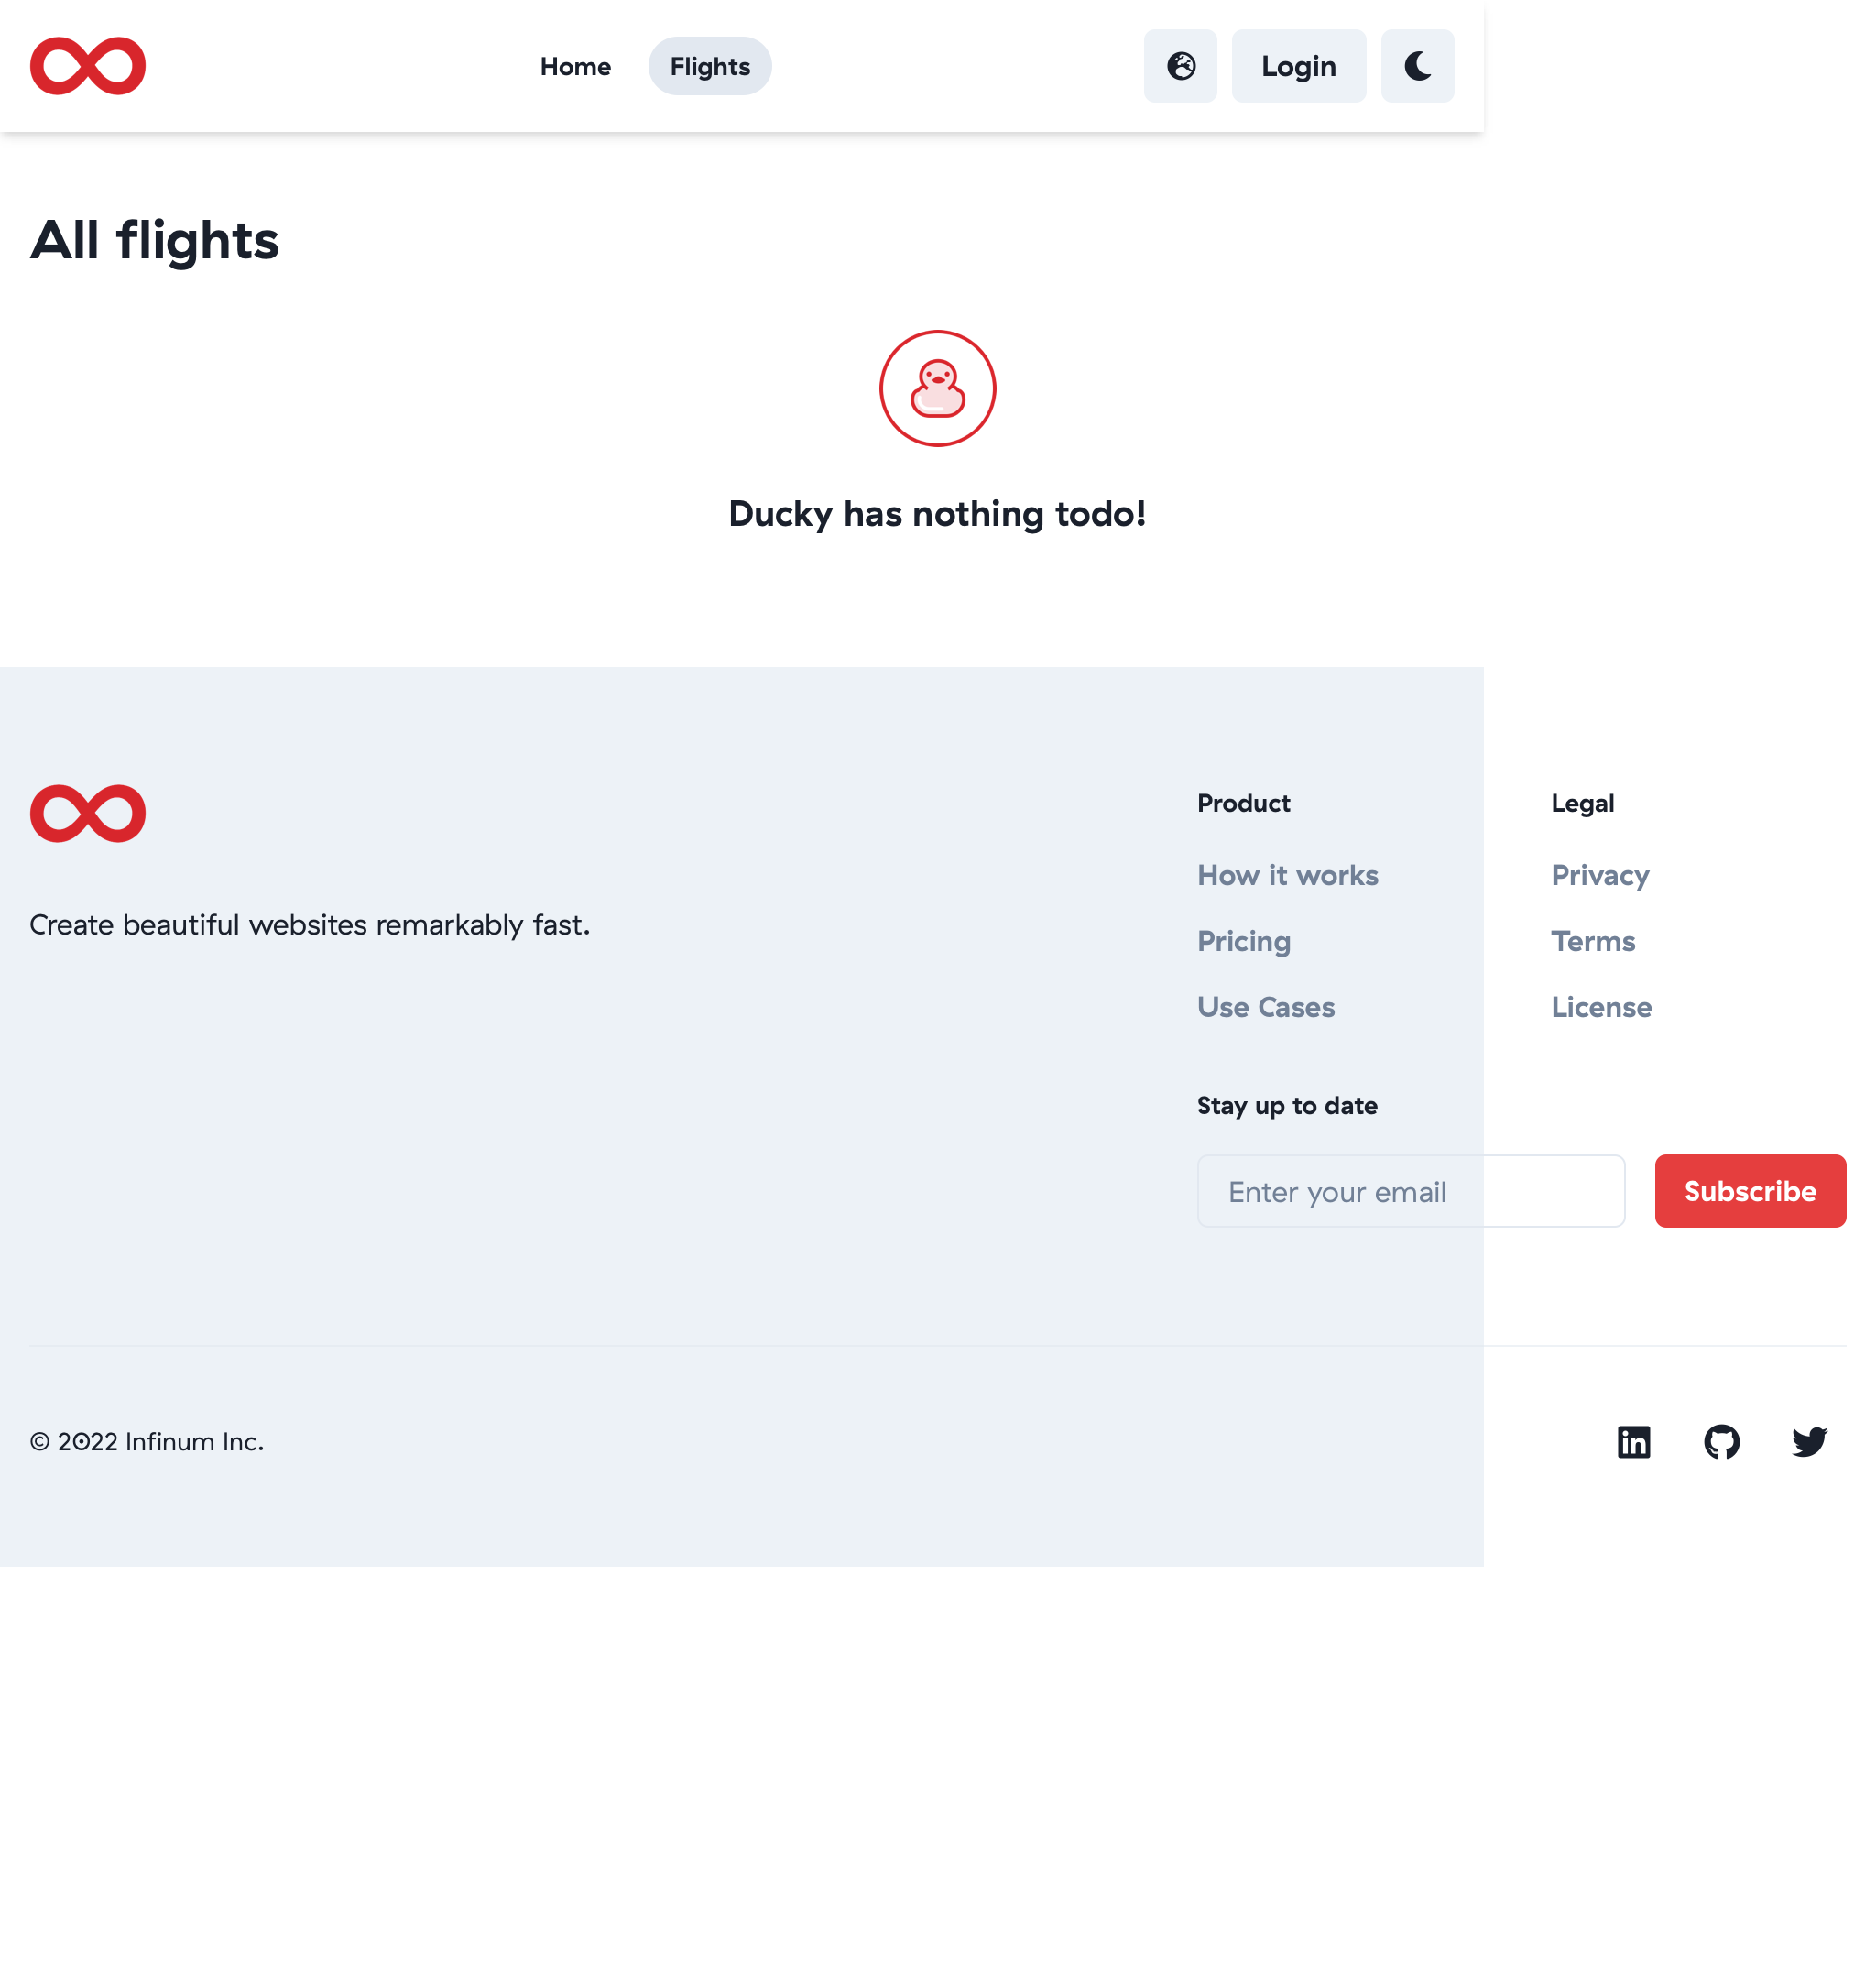 Home Flights Login
All flights
Ducky has nothing todo!
Product Legal
How it works Privacy
Create beautiful websites remarkably fast.
Pricing Terms
Use Cases License
Stay up to date
Enter your email Subscribe
© 2022 Infinum Inc.